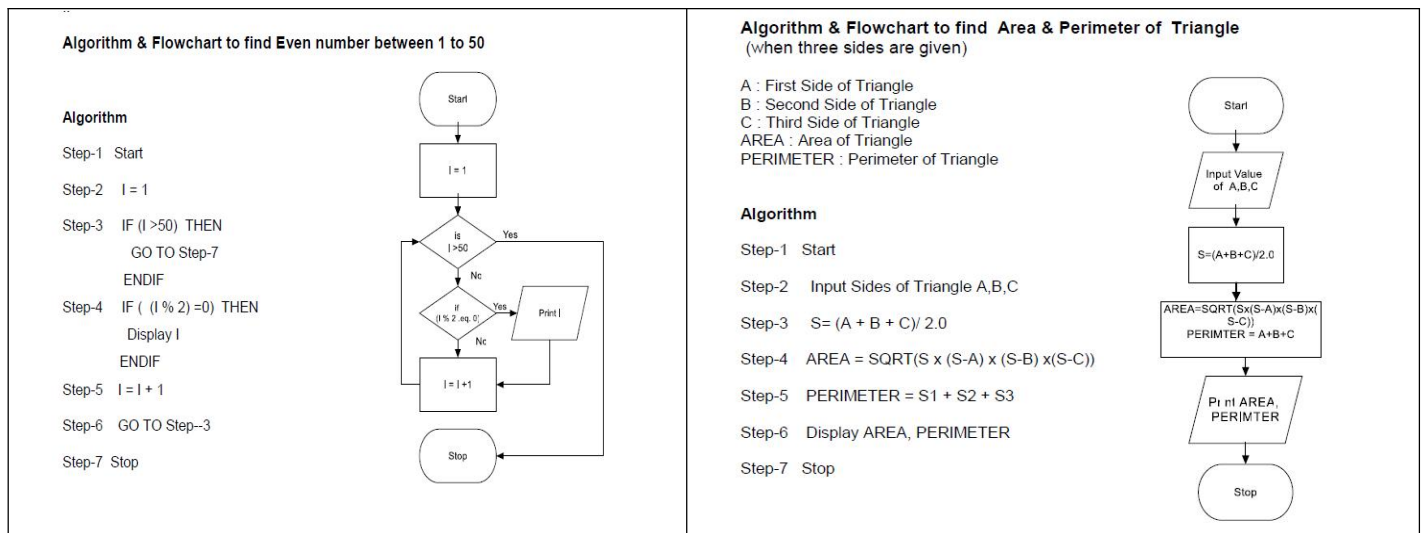 Algorithm & Flowchart to find Even number between 1 to 50
Algorithm
Step-1 Start
Step-2 I = 1
Step-3 IF (I >50) THEN
GO TO Step-7
ENDIF
Step-4 IF ( (I % 2) =0) THEN
Display I
ENDIF
Step-5 I = I + 1
Step-6 GO TO Step--3
Step-7 Stop
Start
I = 1
is
I >50
Yes
No
if
(I % 2 .eq. 0)
Yes
Print I
No
I = I +1
Stop
Algorithm & Flowchart to find Area & Perimeter of Triangle
(when three sides are given)
A : First Side of Triangle
B : Second Side of Triangle
C : Third Side of Triangle
AREA : Area of Triangle
PERIMETER : Perimeter of Triangle
Algorithm
Step-1 Start
Step-2 Input Sides of Triangle A,B,C
Step-3 S= (A + B + C)/ 2.0
Step-4 AREA = SQRT(S x (S-A) x (S-B) x(S-C))
Step-5 PERIMETER = S1 + S2 + S3
Step-6 Display AREA, PERIMETER
Step-7 Stop
Start
Input Value
of A,B,C
S=(A+B+C)/2.0
AREA=SQRT(Sx(S-A)x(S-B)x(
S-C))
PERIMTER = A+B+C
Print AREA,
PERIMTER
Stop